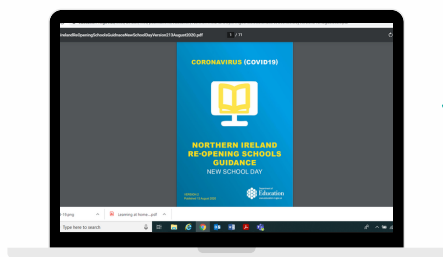 IrelandReOpeningSchoolsGuidanceNewSchoolDayVersion213August2020.pdf
1 / 71
CORONAVIRUS (COVID19)
NORTHERN IRELAND
RE-OPENING SCHOOLS
GUIDANCE
NEW SCHOOL DAY
Education
Learning at home....pdf
Type here to search